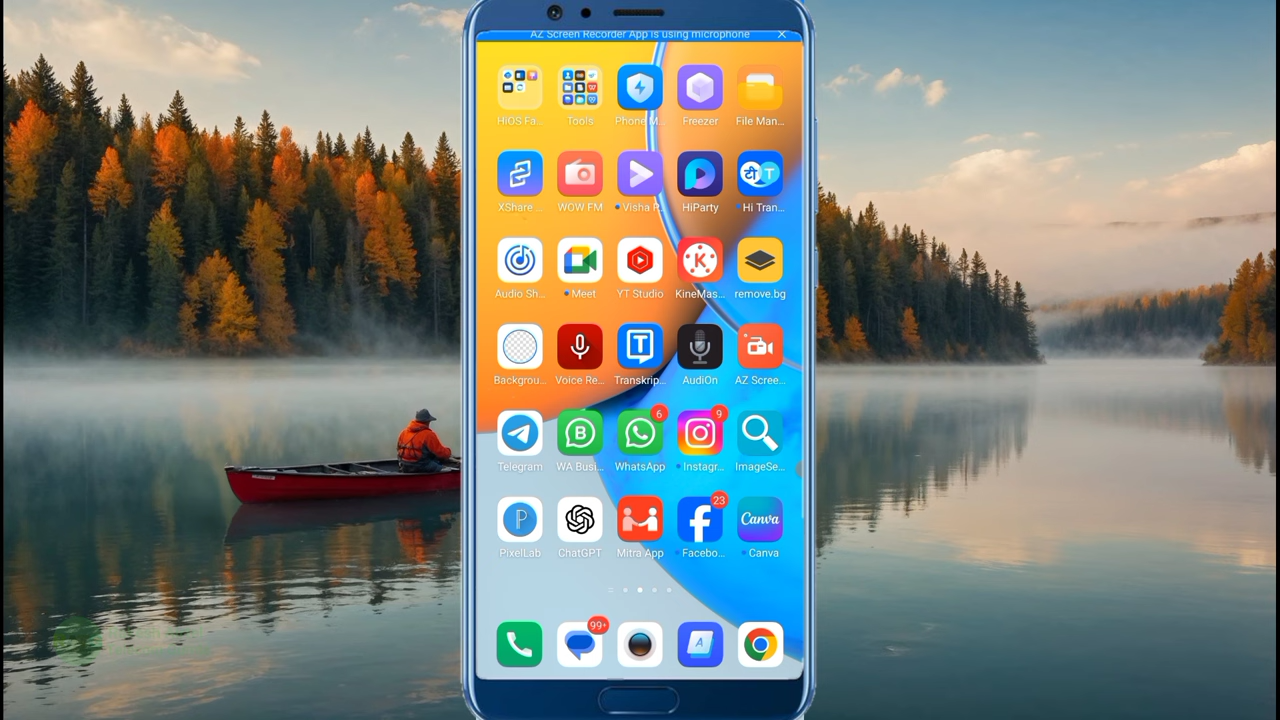 AZ Screen Recorder App is using microphone
HiOS Fa...
Tools
Phone M...
Freezer
File Man...
XShare ...
WOW FM
Visha P...
HiParty
टी T
Hi Tran...
Audio Sh...
Meet
YT Studio
K
KineMas...
remove.bg
Backgrou...
Voice Re...
T
Transkrip...
AudiOn
AZ Scree...
Telegram
B
WA Busi...
6
WhatsApp
9
Instagr...
ImageSe...
P
PixelLab
ChatGPT
Mitra App
23
f
Facebo...
Canva
Canva
99+
A